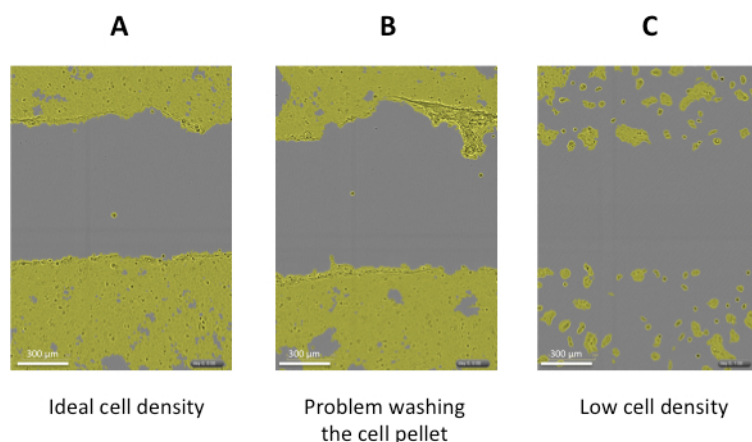 A
B
C
300 µm
300 µm
300 µm
Ideal cell density
Problem washing
the cell pellet
Low cell density